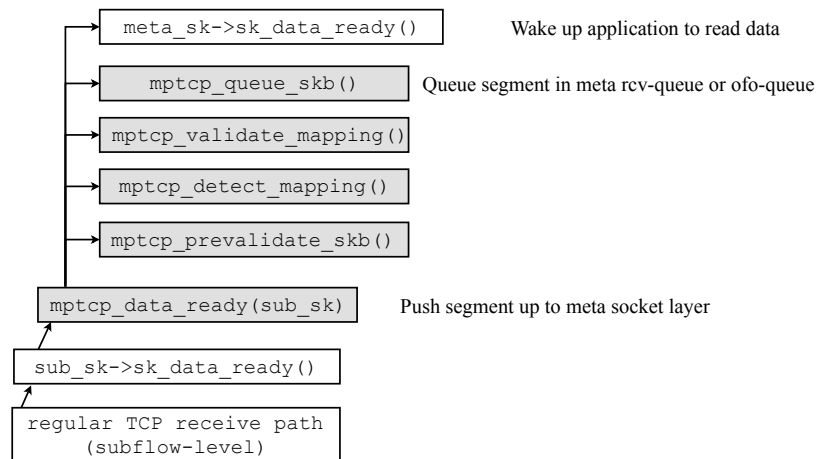 meta_sk->sk_data_ready() Wake up application to read data
mptcp_queue_skb() Queue segment in meta rcv-queue or ofo-queue
mptcp_validate_mapping()
mptcp_detect_mapping()
mptcp_prevalidate_skb()
mptcp_data_ready(sub_sk) Push segment up to meta socket layer
sub_sk->sk_data_ready()
regular TCP receive path
(subflow-level)